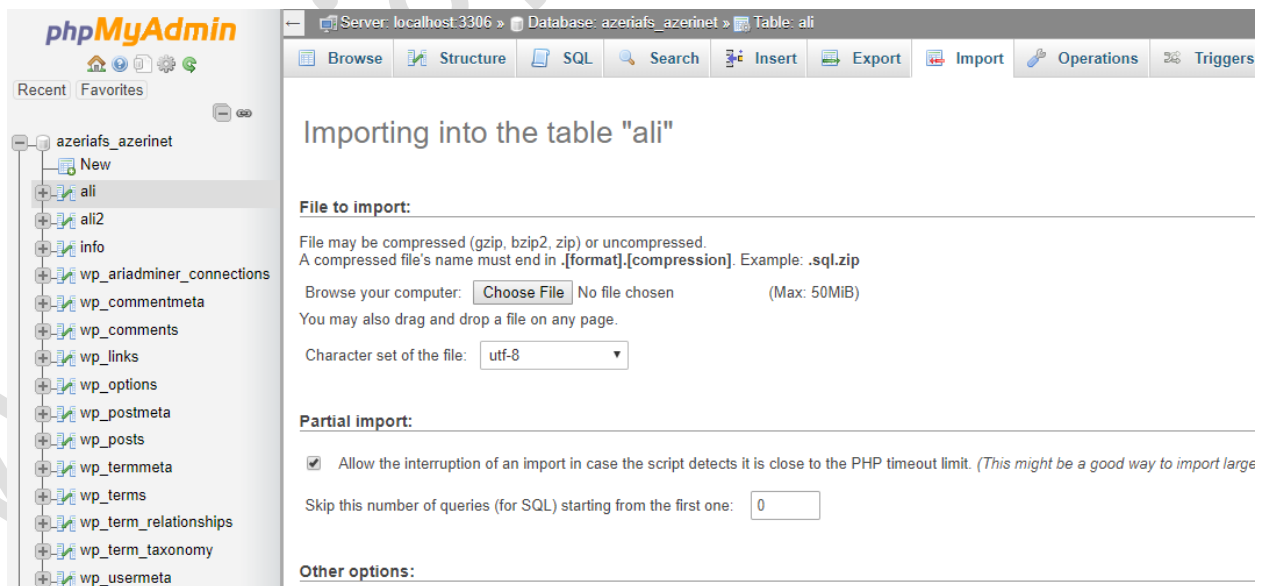 phpMyAdmin
Recent Favorites
azeriafs_azerinet
New
ali
ali2
info
wp_ariadminer_connections
wp_commentmeta
wp_comments
wp_links
wp_options
wp_postmeta
wp_posts
wp_termmeta
wp_terms
wp_term_relationships
wp_term_taxonomy
wp_usermeta
Server: localhost:3306 » Database: azeriafs_azerinet » Table: ali
Browse Structure SQL Search Insert Export Import Operations Triggers
Importing into the table "ali"
File to import:
File may be compressed (gzip, bzip2, zip) or uncompressed.
A compressed file's name must end in .[format].[compression]. Example: .sql.zip
Browse your computer: Choose File No file chosen (Max: 50MiB)
You may also drag and drop a file on any page.
Character set of the file: utf-8
Partial import:
Allow the interruption of an import in case the script detects it is close to the PHP timeout limit. (This might be a good way to import large
Skip this number of queries (for SQL) starting from the first one: 0
Other options: